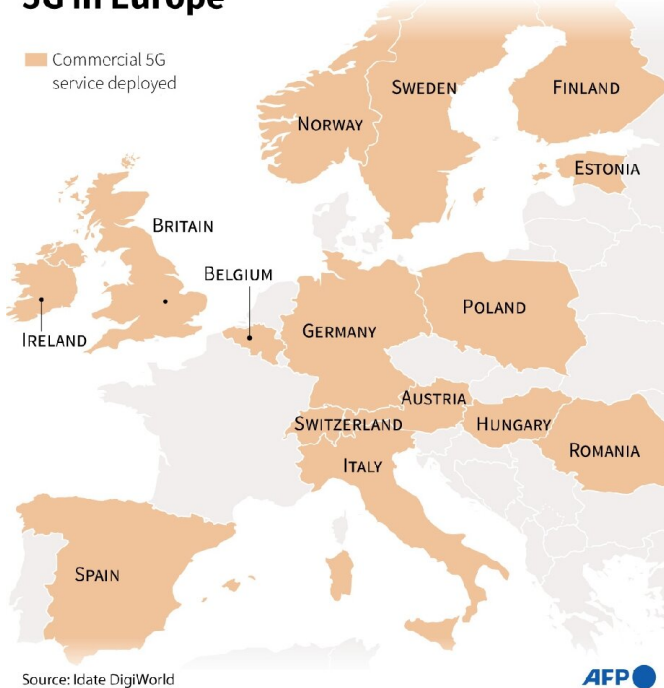 5G in Europe
Commercial 5G
service deployed
SWEDEN
FINLAND
NORWAY
ESTONIA
BRITAIN
BELGIUM
POLAND
GERMANY
IRELAND
AUSTRIA
SWITZERLAND
HUNGARY
ROMANIA
ITALY
SPAIN
Source: Idate DigiWorld
AFP